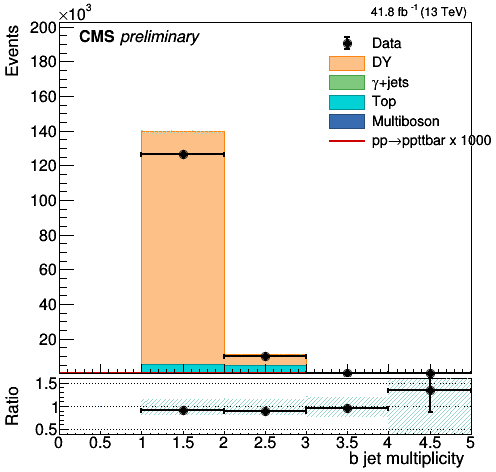 ×10³
41.8 fb⁻¹ (13 TeV)
CMS preliminary
Events
200
180
160
140
120
100
80
60
40
20
Data
DY
γ+jets
Top
Multiboson
pp→ppttbar x 1000
Ratio
1.5
1
0.5
0 0.5 1 1.5 2 2.5 3 3.5 4 4.5 5
b jet multiplicity